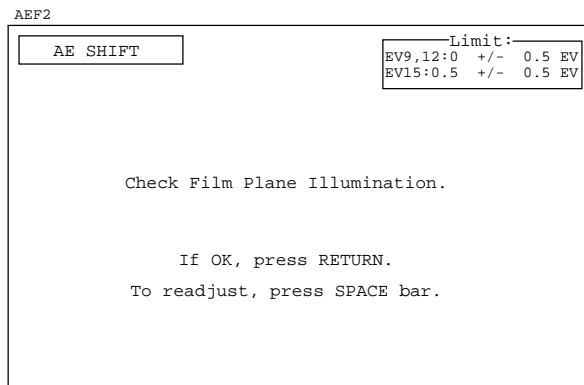 AEF2
AE SHIFT
Limit:
EV9,12:0 +/- 0.5 EV
EV15:0.5 +/- 0.5 EV
Check Film Plane Illumination.
If OK, press RETURN.
To readjust, press SPACE bar.